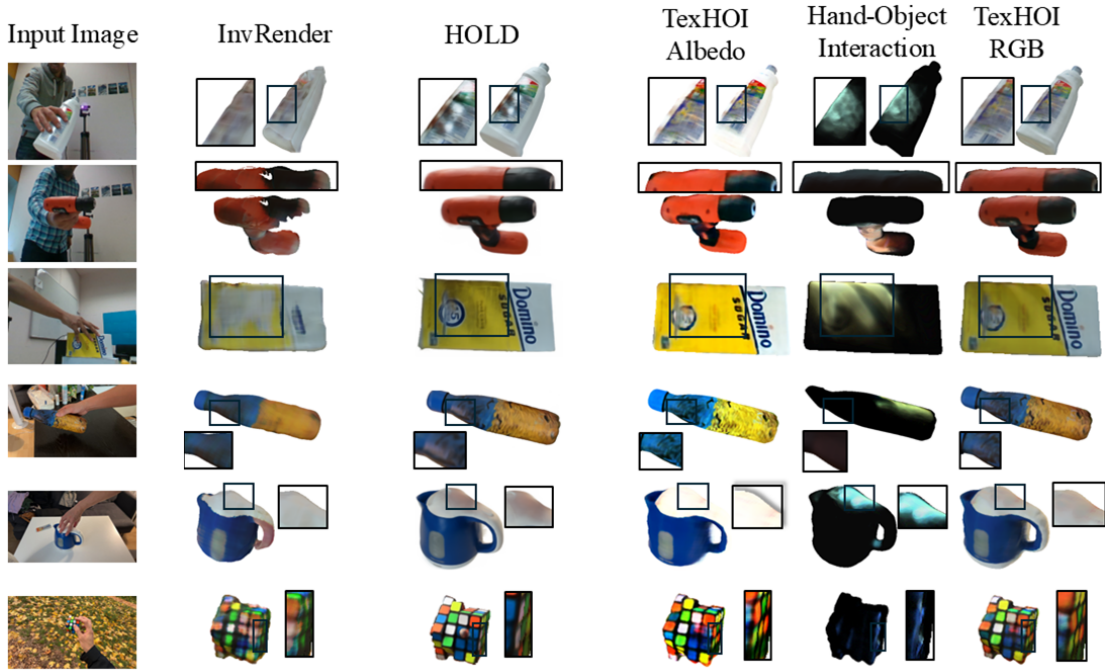 Input Image
InvRender
HOLD
TexHOI
Albedo
Hand-Object
Interaction
TexHOI
RGB
Domino
SUGAR
Domino
SUGAR
Domino
SUGAR